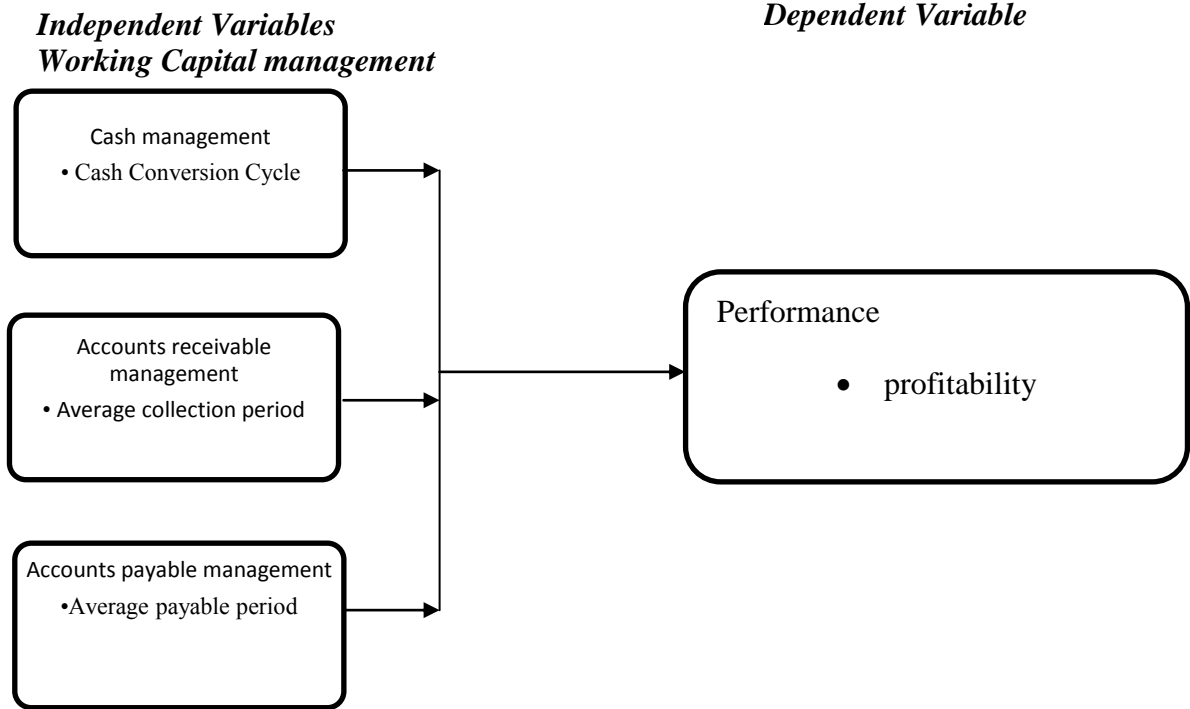 Independent Variables
Working Capital management
Dependent Variable
Cash management
• Cash Conversion Cycle
Accounts receivable
management
• Average collection period
Accounts payable management
•Average payable period
Performance
• profitability